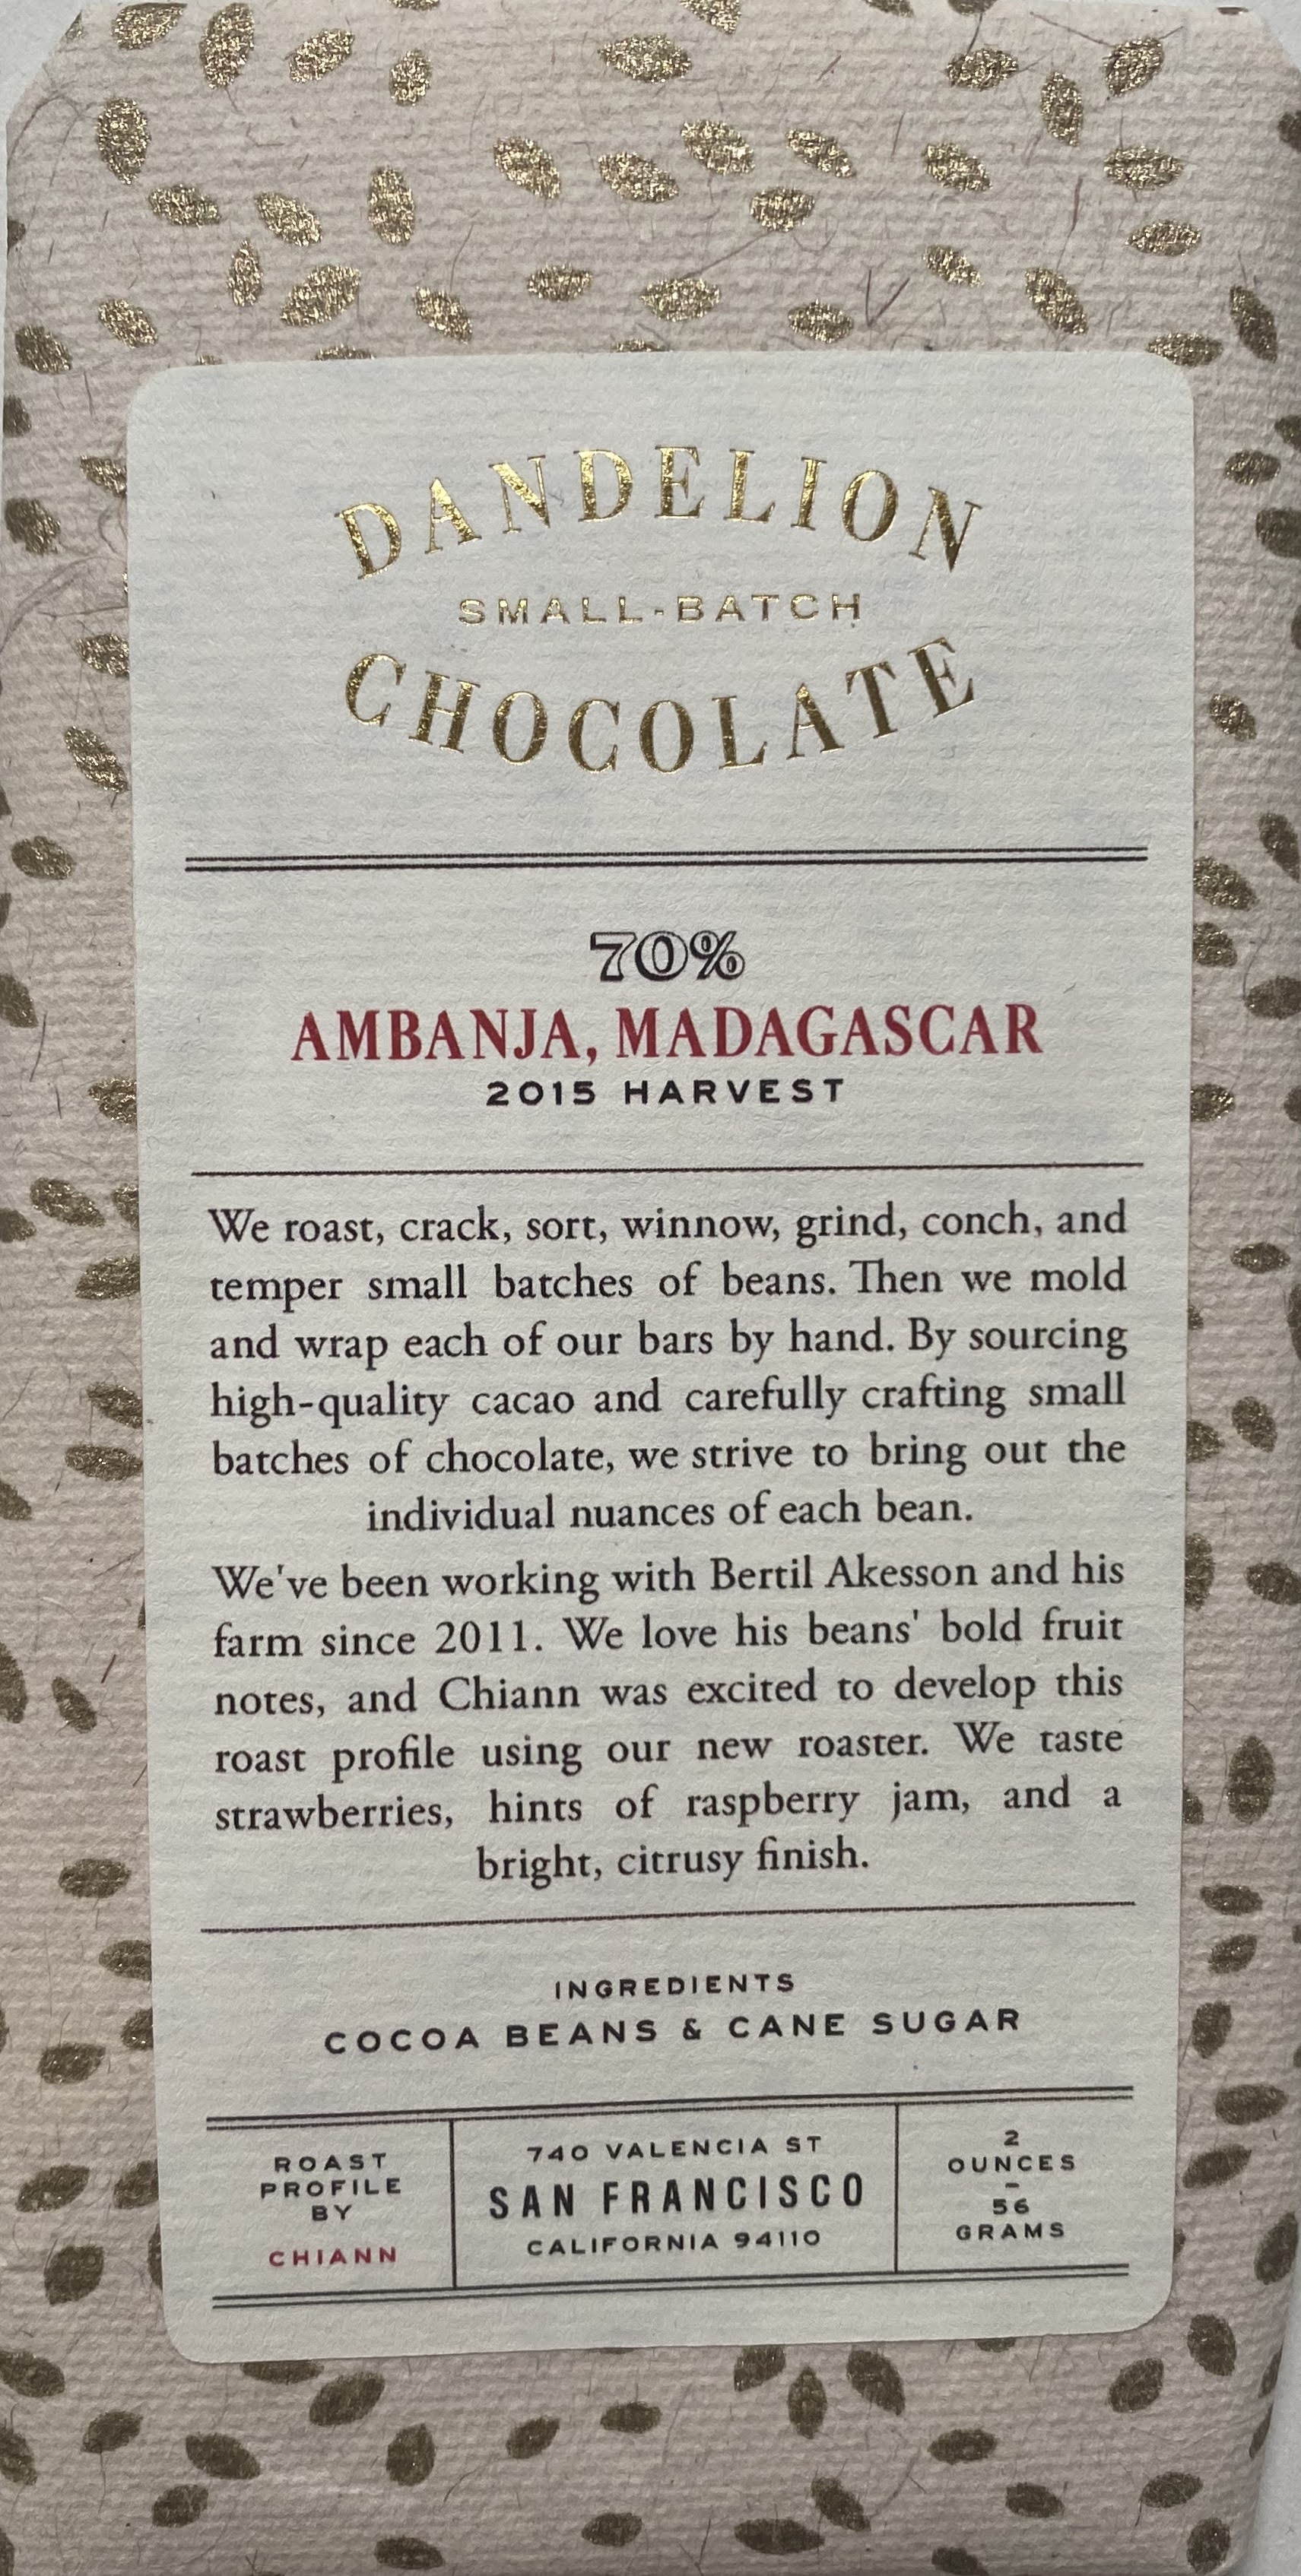 DANDELION
SMALL-BATCH
CHOCOLATE
70%
AMBANJA, MADAGASCAR
2015 HARVEST
We roast, crack, sort, winnow, grind, conch, and
temper small batches of beans. Then we mold
and wrap each of our bars by hand. By sourcing
high-quality cacao and carefully crafting small
batches of chocolate, we strive to bring out the
individual nuances of each bean.
We've been working with Bertil Akesson and his
farm since 2011. We love his beans' bold fruit
notes, and Chiann was excited to develop this
roast profile using our new roaster. We taste
strawberries, hints of raspberry jam, and a
bright, citrusy finish.
INGREDIENTS
COCOA BEANS & CANE SUGAR
ROAST
PROFILE
BY
CHIANN
740 VALENCIA ST
SAN FRANCISCO
CALIFORNIA 94110
2
OUNCES
-
56
GRAMS